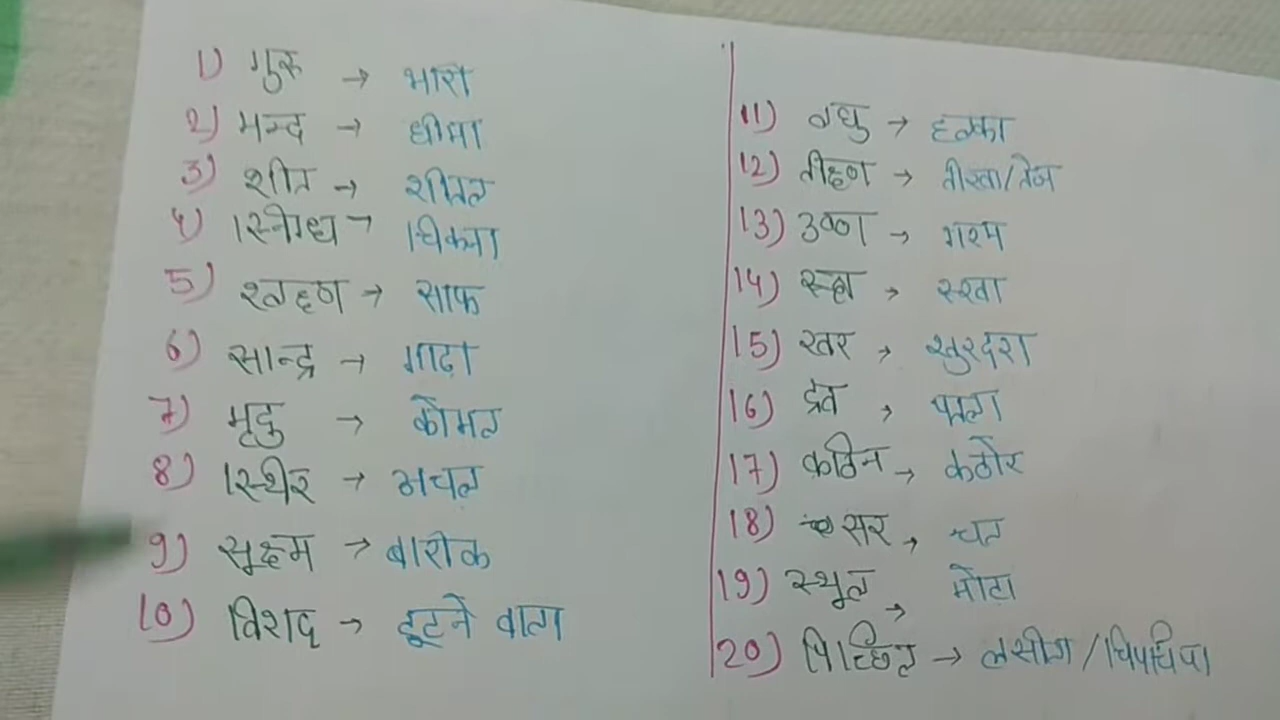 1) गुरु → भारी
2) मन्द → धीमा
3) शीत → शीतल
4) स्निग्ध → चिकना
5) श्लक्ष्ण → साफ
6) सान्द्र → गाढ़ा
7) मृदु → कोमल
8) स्थिर → अचल
9) सूक्ष्म → बारीक
10) विशद → टूटने वाला
11) लघु → हल्का
12) तीक्ष्ण → तीखा/तेज
13) उष्ण → गरम
14) रूक्ष → रूखा
15) खर → खुरदरा
16) द्रव → पतला
17) कठिन → कठोर
18) सर → चल
19) स्थूल → मोटा
20) पिच्छिल → लसीला/चिपचिपा